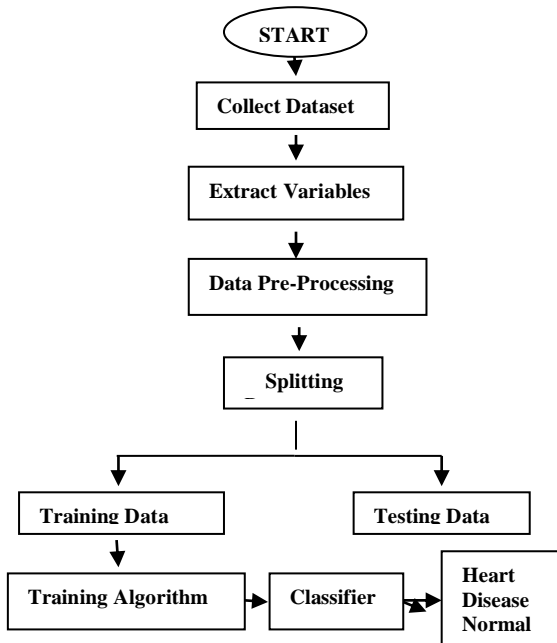 START
Collect Dataset
Extract Variables
Data Pre-Processing
Splitting
Training Data
Testing Data
Training Algorithm
Classifier
Heart
Disease
Normal